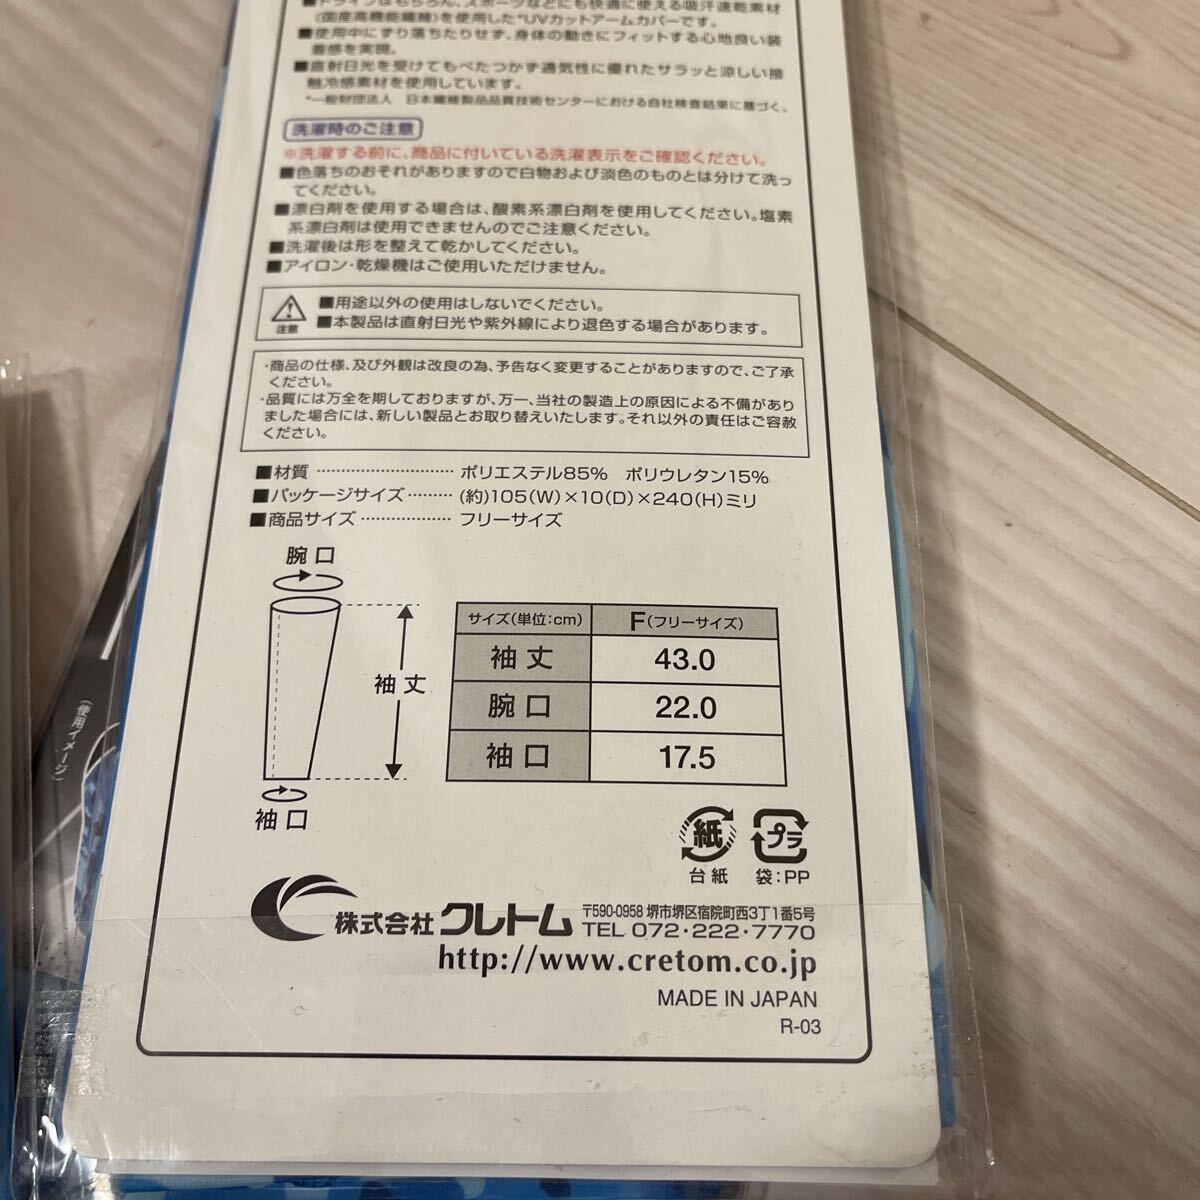 ■ドライブはもちろん、スポーツなどにも快適に使える吸汗速乾素材
(国産高機能繊維)を使用した*UVカットアームカバーです。
■使用中にずり落ちたりせず、身体の動きにフィットする心地良い装
着感を実現。
■直射日光を受けてもべたつかず通気性に優れたサラッと涼しい接
触冷感素材を使用しています。
*一般財団法人 日本繊維製品品質技術センターにおける自社検査結果に基づく。
洗濯時のご注意
※洗濯する前に、商品に付いている洗濯表示をご確認ください。
■色落ちのおそれがありますので白物および淡色のものとは分けて洗っ
てください。
■漂白剤を使用する場合は、酸素系漂白剤を使用してください。塩素
系漂白剤は使用できませんのでご注意ください。
■洗濯後は形を整えて乾かしてください。
■アイロン・乾燥機はご使用いただけません。
注意
■用途以外の使用はしないでください。
■本製品は直射日光や紫外線により退色する場合があります。
・商品の仕様、及び外観は改良の為、予告なく変更することがありますので、ご了承
ください。
・品質には万全を期しておりますが、万一、当社の製造上の原因による不備があり
ました場合には、新しい製品とお取り替えいたします。それ以外の責任はご容赦
ください。
■材質 ……………………… ポリエステル85% ポリウレタン15%
■パッケージサイズ ……… (約)105(W)×10(D)×240(H)ミリ
■商品サイズ ……………… フリーサイズ
腕口
袖丈
袖口
サイズ(単位:cm) F(フリーサイズ)
袖丈 43.0
腕口 22.0
袖口 17.5
紙 プラ
台紙 袋:PP
(使用イメージ)
株式会社 クレトム 〒590-0958 堺市堺区宿院町西3丁1番5号
TEL 072・222・7770
http://www.cretom.co.jp
MADE IN JAPAN
R-03